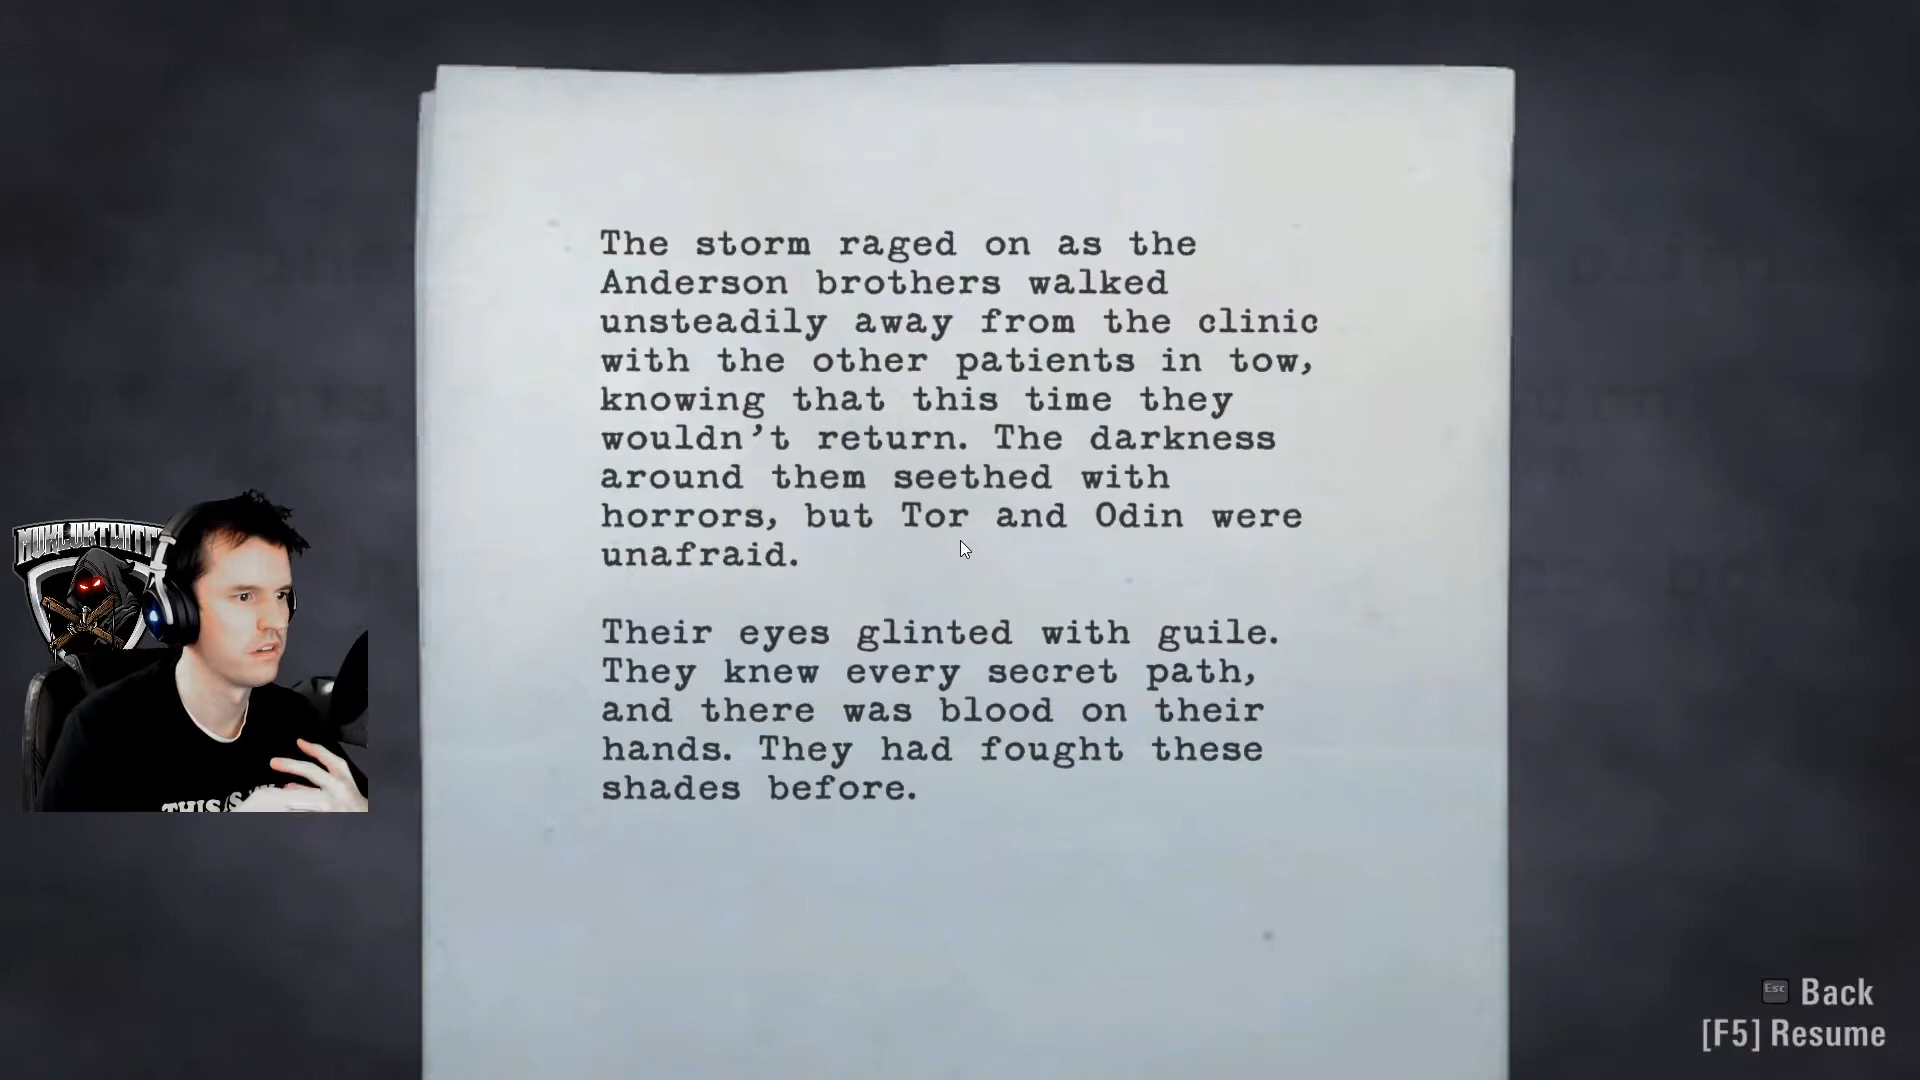 The storm raged on as the
Anderson brothers walked
unsteadily away from the clinic
with the other patients in tow,
knowing that this time they
wouldn't return. The darkness
around them seethed with
horrors, but Tor and Odin were
unafraid.
Their eyes glinted with guile.
They knew every secret path,
and there was blood on their
hands. They had fought these
shades before.
THIS IS
Esc Back
[F5] Resume